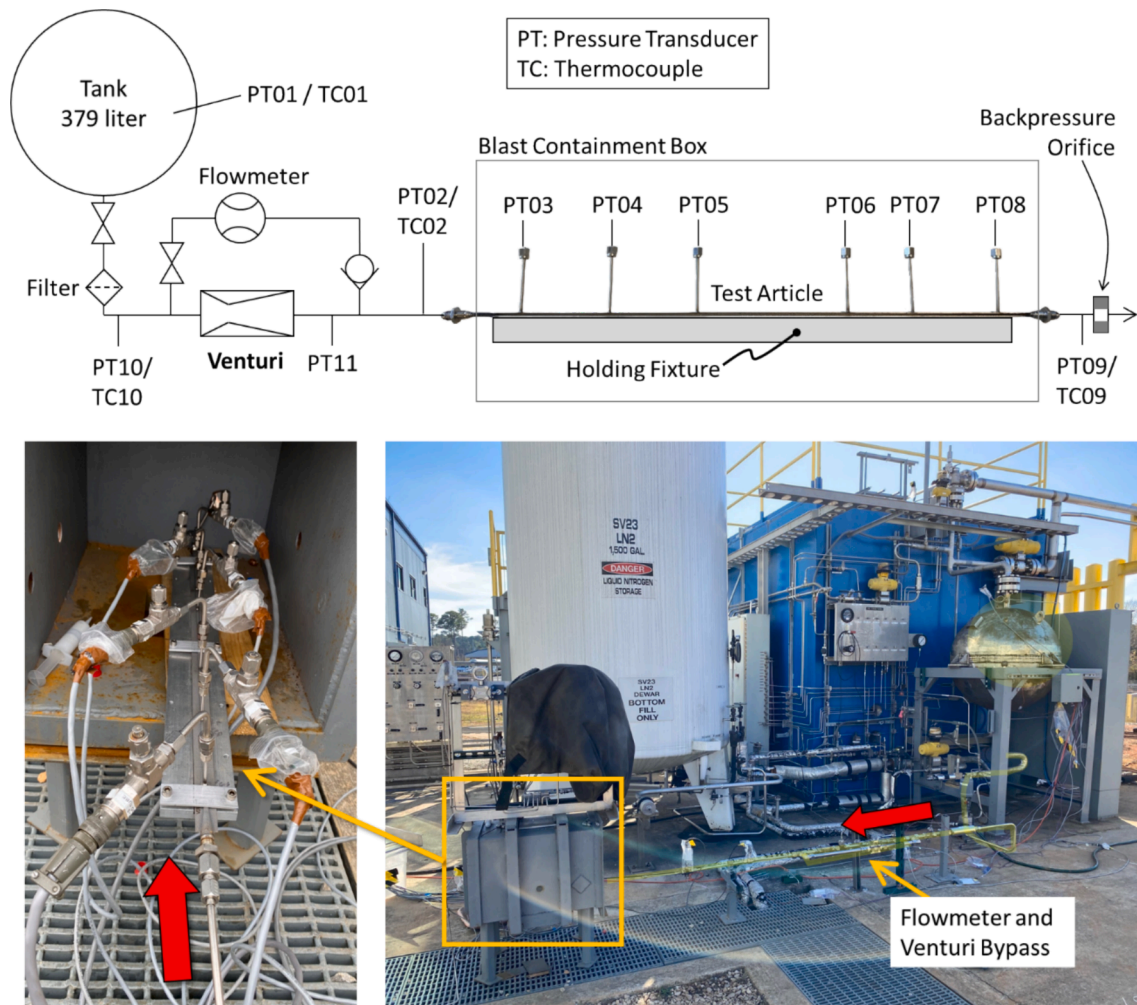 PT: Pressure Transducer
TC: Thermocouple
Tank
379 liter
PT01 / TC01
Backpressure
Orifice
Blast Containment Box
Flowmeter
PT02/
TC02
PT03
PT04
PT05
PT06
PT07
PT08
Filter
Test Article
Venturi
PT10/
TC10
PT11
Holding Fixture
PT09/
TC09
SV23
LN2
1,500 GAL
DANGER
LIQUID NITROGEN
STORAGE
SV23
LN2
DEWAR
BOTTOM
FILL
ONLY
Flowmeter and
Venturi Bypass